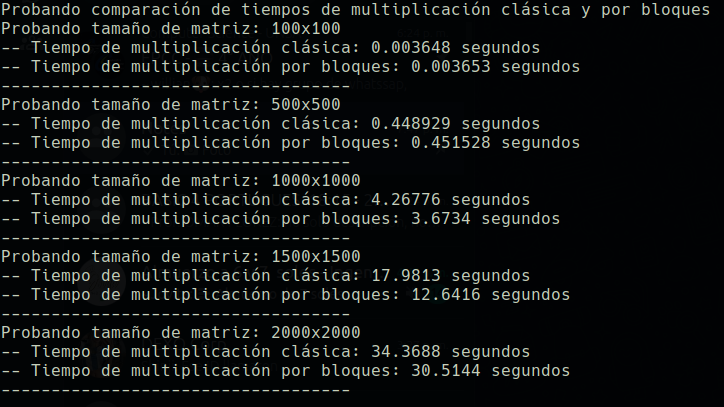 Probando comparación de tiempos de multiplicación clásica y por bloques
Probando tamaño de matriz: 100x100
-- Tiempo de multiplicación clásica: 0.003648 segundos
-- Tiempo de multiplicación por bloques: 0.003653 segundos
-----------------------------------
Probando tamaño de matriz: 500x500
-- Tiempo de multiplicación clásica: 0.448929 segundos
-- Tiempo de multiplicación por bloques: 0.451528 segundos
-----------------------------------
Probando tamaño de matriz: 1000x1000
-- Tiempo de multiplicación clásica: 4.26776 segundos
-- Tiempo de multiplicación por bloques: 3.6734 segundos
-----------------------------------
Probando tamaño de matriz: 1500x1500
-- Tiempo de multiplicación clásica: 17.9813 segundos
-- Tiempo de multiplicación por bloques: 12.6416 segundos
-----------------------------------
Probando tamaño de matriz: 2000x2000
-- Tiempo de multiplicación clásica: 34.3688 segundos
-- Tiempo de multiplicación por bloques: 30.5144 segundos
-----------------------------------